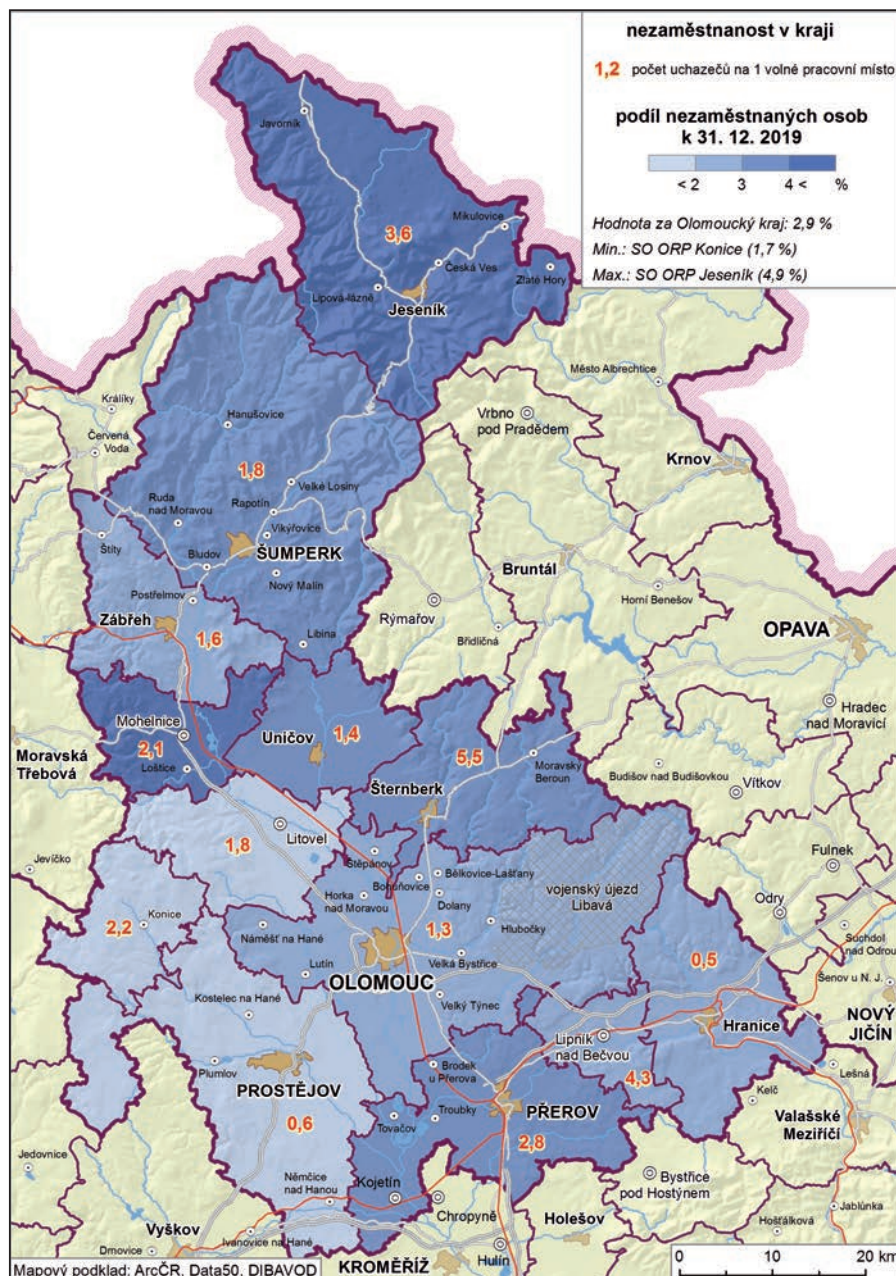 nezaměstnanost v kraji
1,2 počet uchazečů na 1 volné pracovní místo
podíl nezaměstnaných osob
k 31. 12. 2019
< 2 3 4 < %
Hodnota za Olomoucký kraj: 2,9 %
Min.: SO ORP Konice (1,7 %)
Max.: SO ORP Jeseník (4,9 %)
Javorník
3,6
Mikulovice
Česká Ves
Zlaté Hory
Lipová-lázně
Jeseník
Město Albrechtice
Králíky
Hanušovice
Vrbno
pod Pradědem
Červená
Voda
Krnov
1,8
Velké Losiny
Ruda
nad Moravou
Rapotín
Vikýřovice
Štíty
Bludov
ŠUMPERK
Bruntál
Nový Malín
Horní Benešov
Postřelmov
Rýmařov
Zábřeh
Břidličná
OPAVA
1,6
Libina
Hradec
nad Moravicí
Mohelnice
Uničov
1,4
Moravská
Třebová
2,1
5,5
Moravský
Beroun
Loštice
Budišov nad Budišovkou
Šternberk
Vítkov
Litovel
1,8
Štěpánov
Jevíčko
Fulnek
Bohuňovice
Bělkovice-Lašťany
vojenský újezd
Libavá
Horka
nad Moravou
Dolany
Odry
2,2
Konice
Náměšť na Hané
1,3
Hlubočky
Suchdol
nad Odrou
Lutín
OLOMOUC
Velká Bystřice
0,5
Šenov u N. J.
Kostelec na Hané
Velký Týnec
Hranice
NOVÝ
JIČÍN
Lipník
nad Bečvou
Plumlov
PROSTĚJOV
Brodek
u Přerova
Lešná
4,3
Kelč
0,6
PŘEROV
Troubky
Tovačov
Valašské
Meziříčí
2,8
Jedovnice
Němčice
nad Hanou
Kojetín
Bystřice
pod Hostýnem
Chropyně
Jablůnka
Vyškov
Ivanovice na Hané
Holešov
Hošťálková
Drnovice
KROMĚŘÍŽ
Hulín
0 10 20 km
Mapový podklad: ArcČR, Data50, DIBAVOD